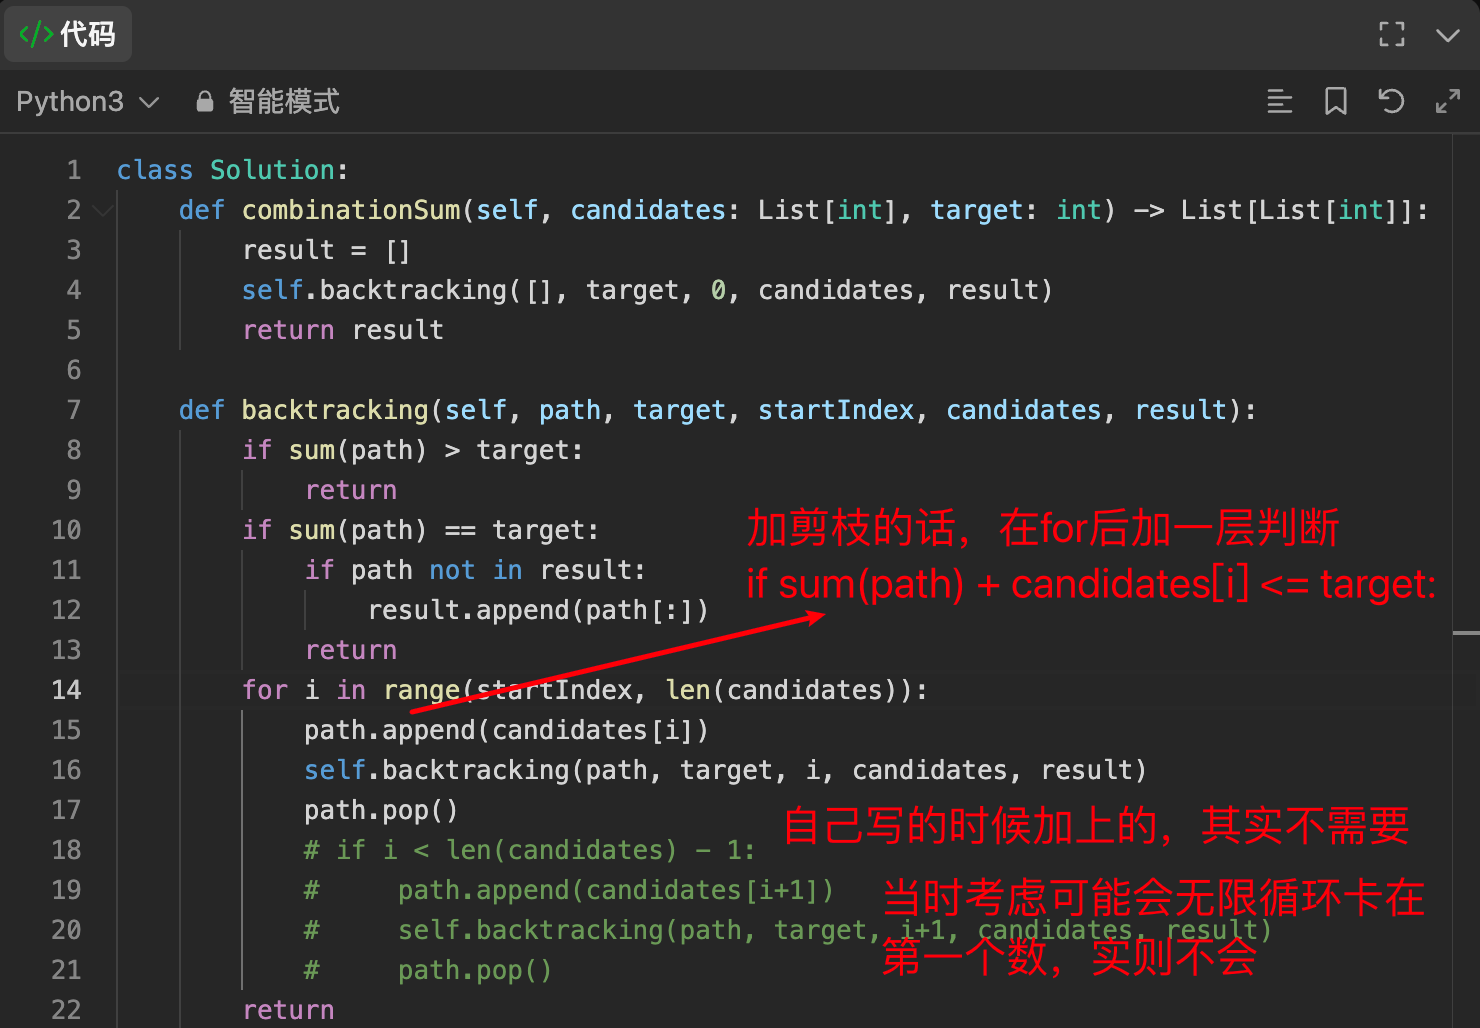 </> 代码
Python3 智能模式
1 class Solution:
2 def combinationSum(self, candidates: List[int], target: int) -> List[List[int]]:
3 result = []
4 self.backtracking([], target, 0, candidates, result)
5 return result
6
7 def backtracking(self, path, target, startIndex, candidates, result):
8 if sum(path) > target:
9 return
10 if sum(path) == target:
加剪枝的话，在for后加一层判断
11 if path not in result:
if sum(path) + candidates[i] <= target:
12 result.append(path[:])
13 return
14 for i in range(startIndex, len(candidates)):
15 path.append(candidates[i])
16 self.backtracking(path, target, i, candidates, result)
17 path.pop()
自己写的时候加上的，其实不需要
18 # if i < len(candidates) - 1:
19 # path.append(candidates[i+1])
当时考虑可能会无限循环卡在
20 # self.backtracking(path, target, i+1, candidates, result)
第一个数，实则不会
21 # path.pop()
22 return